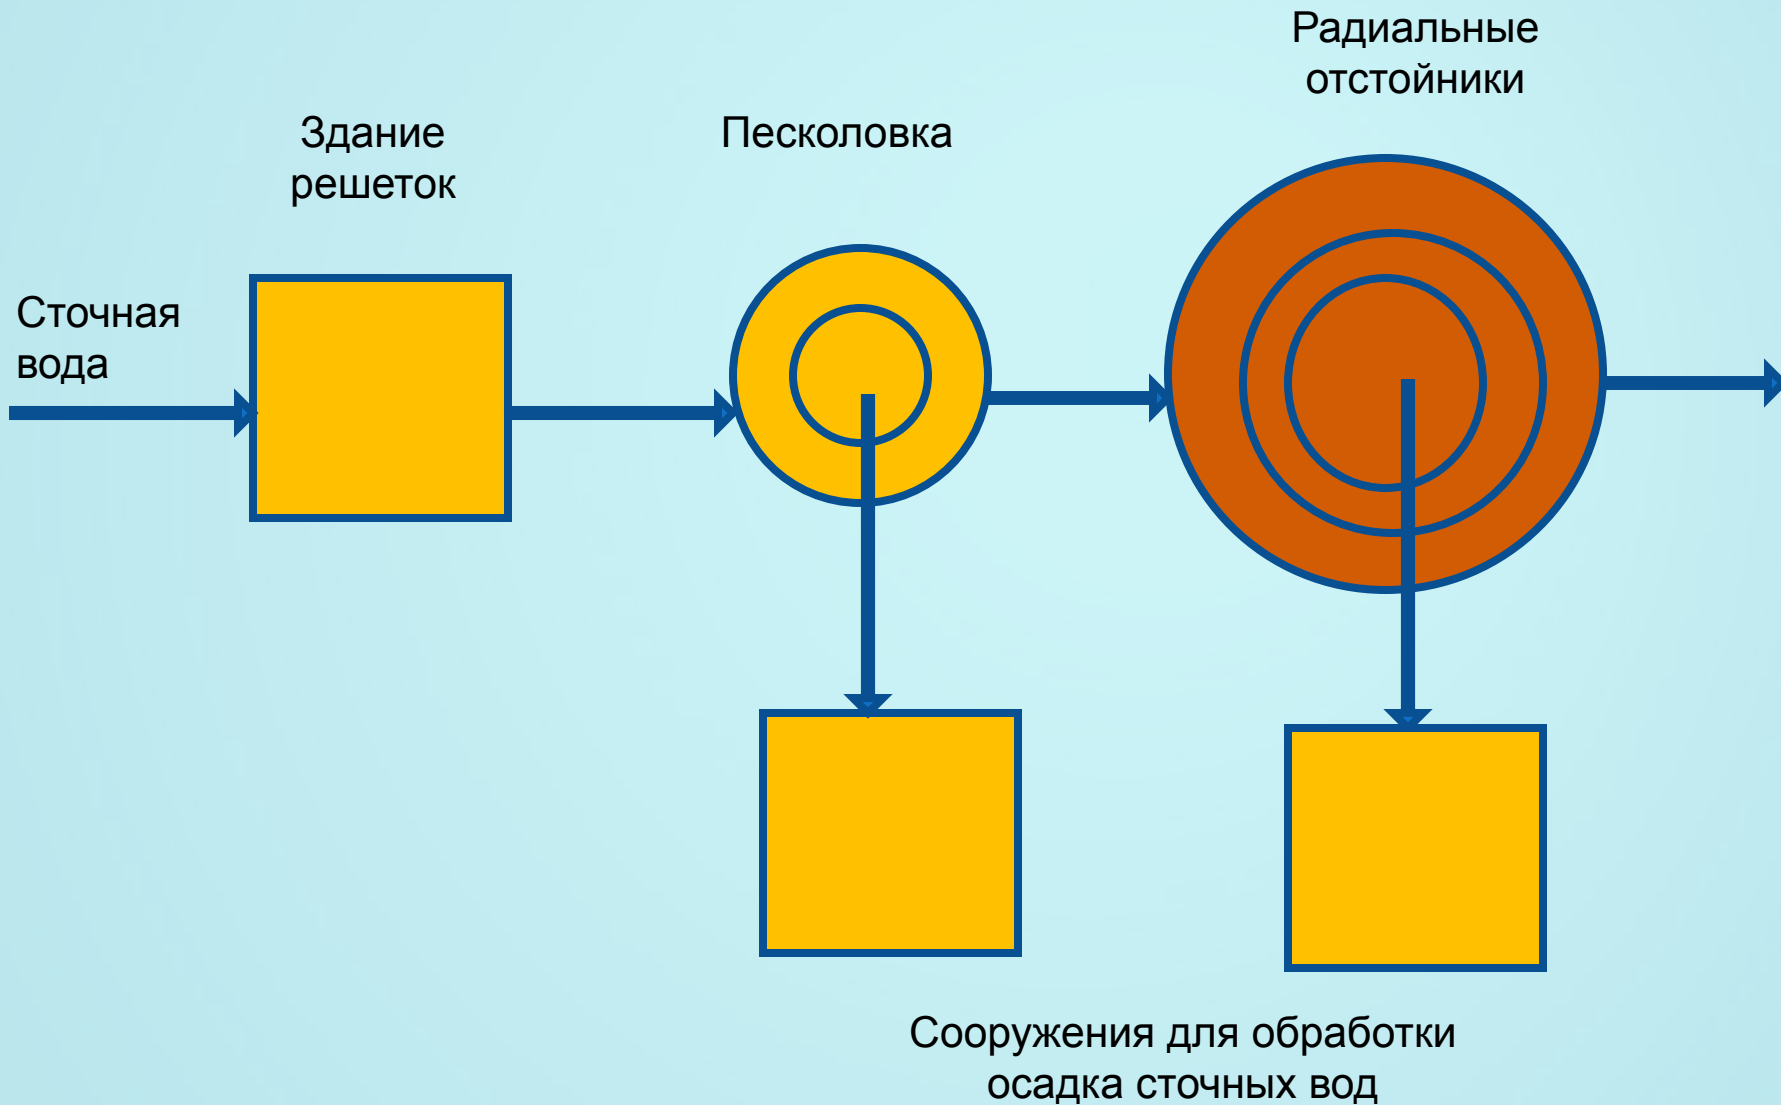 Радиальные
отстойники
Здание
решеток
Песколовка
Сточная
вода
Сооружения для обработки
осадка сточных вод